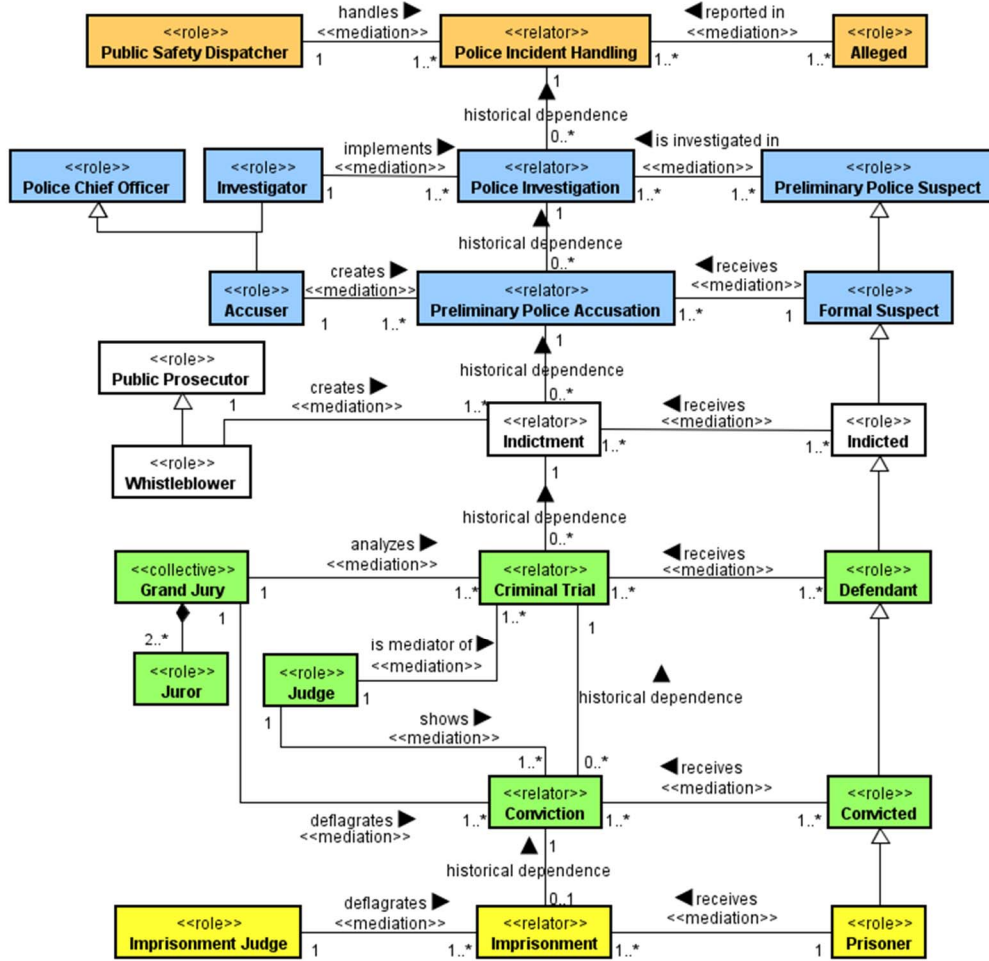 handles ▶
<<mediation>>
◀ reported in
<<mediation>>
<<role>>
Public Safety Dispatcher
1
1..*
<<relator>>
Police Incident Handling
1..*
1..*
<<role>>
Alleged
1
historical dependence
0..*
<<role>>
Police Chief Officer
<<role>>
Investigator
implements ▶
<<mediation>>
1
1..*
<<relator>>
Police Investigation
◀ is investigated in
<<mediation>>
1..*
1..*
<<role>>
Preliminary Police Suspect
1
historical dependence
0..*
<<role>>
Accuser
creates ▶
<<mediation>>
1
1..*
<<relator>>
Preliminary Police Accusation
◀ receives
<<mediation>>
1..*
1
<<role>>
Formal Suspect
1
historical dependence
0..*
<<role>>
Public Prosecutor
creates ▶
<<mediation>>
1
1..*
<<role>>
Whistleblower
<<relator>>
Indictment
◀ receives
<<mediation>>
1..*
1..*
<<role>>
Indicted
1
historical dependence
0..*
<<collective>>
Grand Jury
analyzes ▶
<<mediation>>
1
1
1..*
<<relator>>
Criminal Trial
◀ receives
<<mediation>>
1..*
1..*
<<role>>
Defendant
2..*
<<role>>
Juror
<<role>>
Judge
is mediator of ▶
<<mediation>>
1
1..*
1
historical dependence
0..*
1
shows ▶
<<mediation>>
1..*
deflagrates ▶
<<mediation>>
1..*
<<relator>>
Conviction
◀ receives
<<mediation>>
1..*
1..*
<<role>>
Convicted
1
historical dependence
0..1
<<role>>
Imprisonment Judge
deflagrates ▶
<<mediation>>
1
1..*
<<relator>>
Imprisonment
◀ receives
<<mediation>>
1..*
1
<<role>>
Prisoner